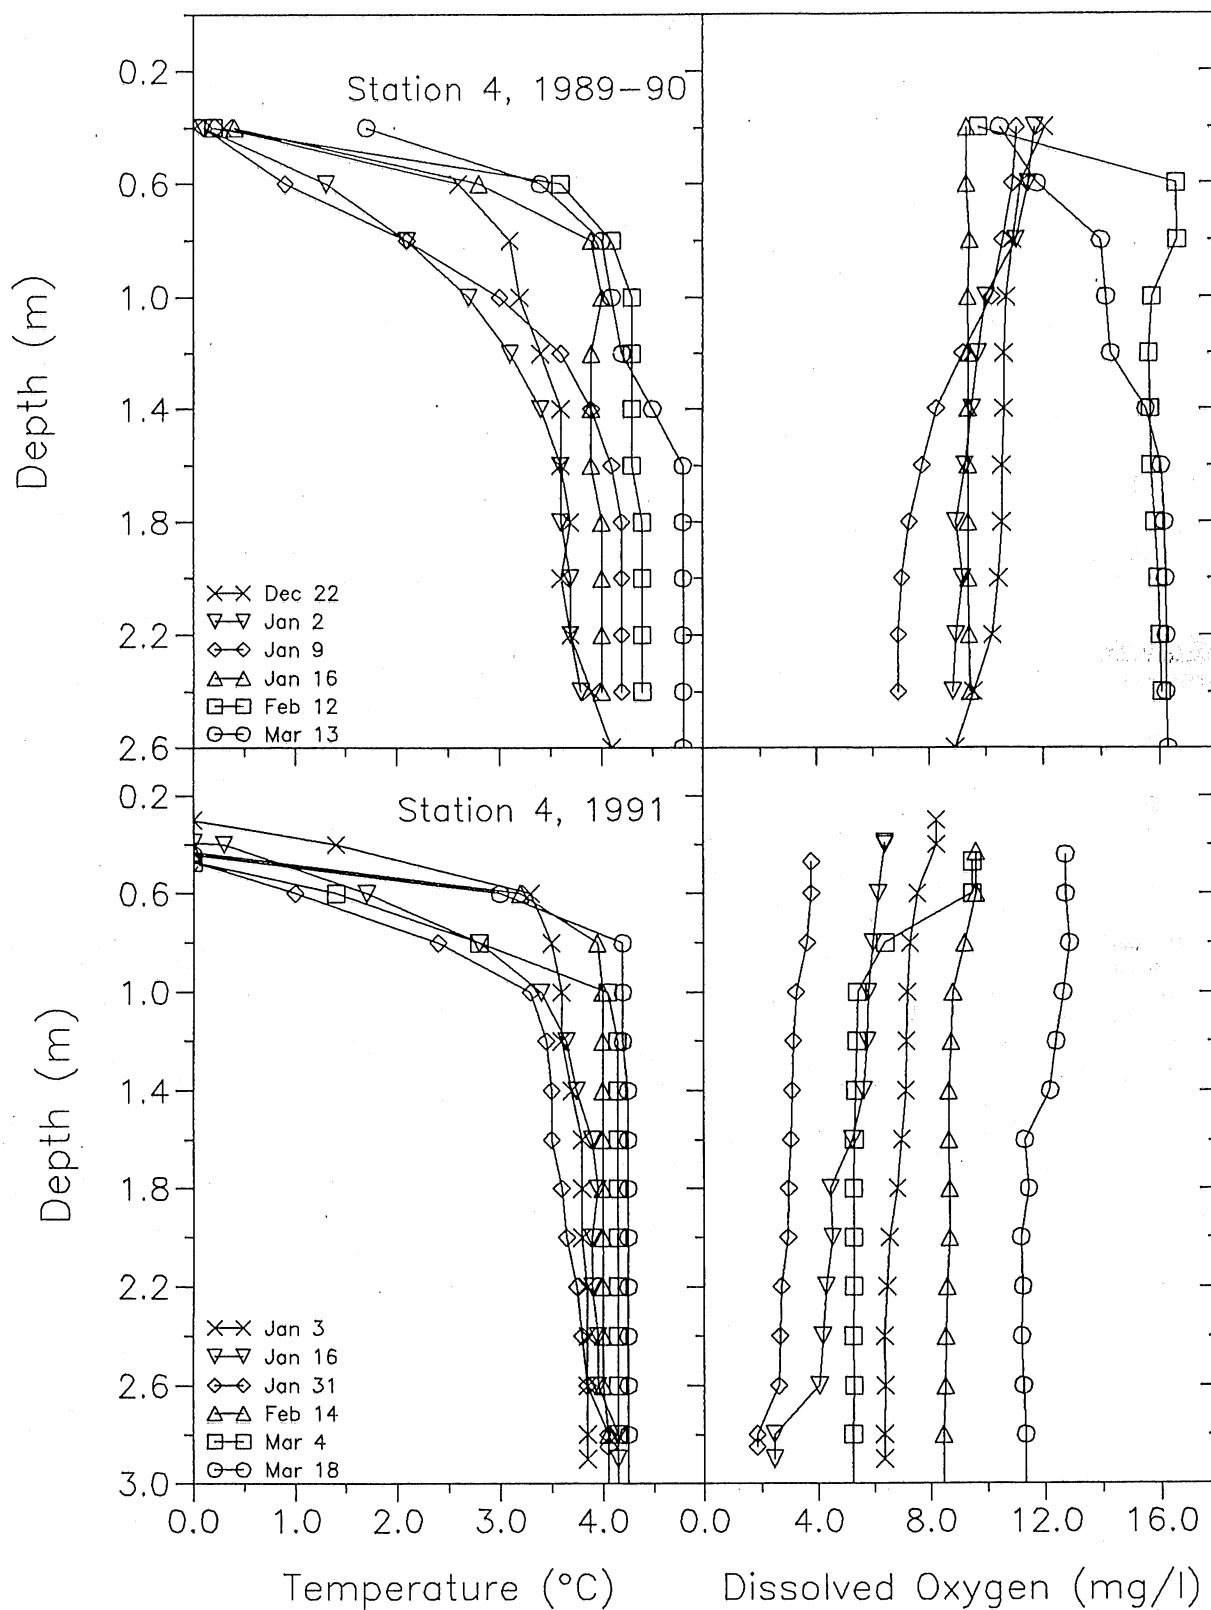 Station 4, 1989-90
Depth (m)
0.2
0.6
1.0
1.4
1.8
2.2
2.6
Dec 22
Jan 2
Jan 9
Jan 16
Feb 12
Mar 13
Station 4, 1991
Depth (m)
0.2
0.6
1.0
1.4
1.8
2.2
2.6
3.0
Jan 3
Jan 16
Jan 31
Feb 14
Mar 4
Mar 18
0.0 1.0 2.0 3.0 4.0 0.0 4.0 8.0 12.0 16.0
Temperature (°C) Dissolved Oxygen (mg/l)